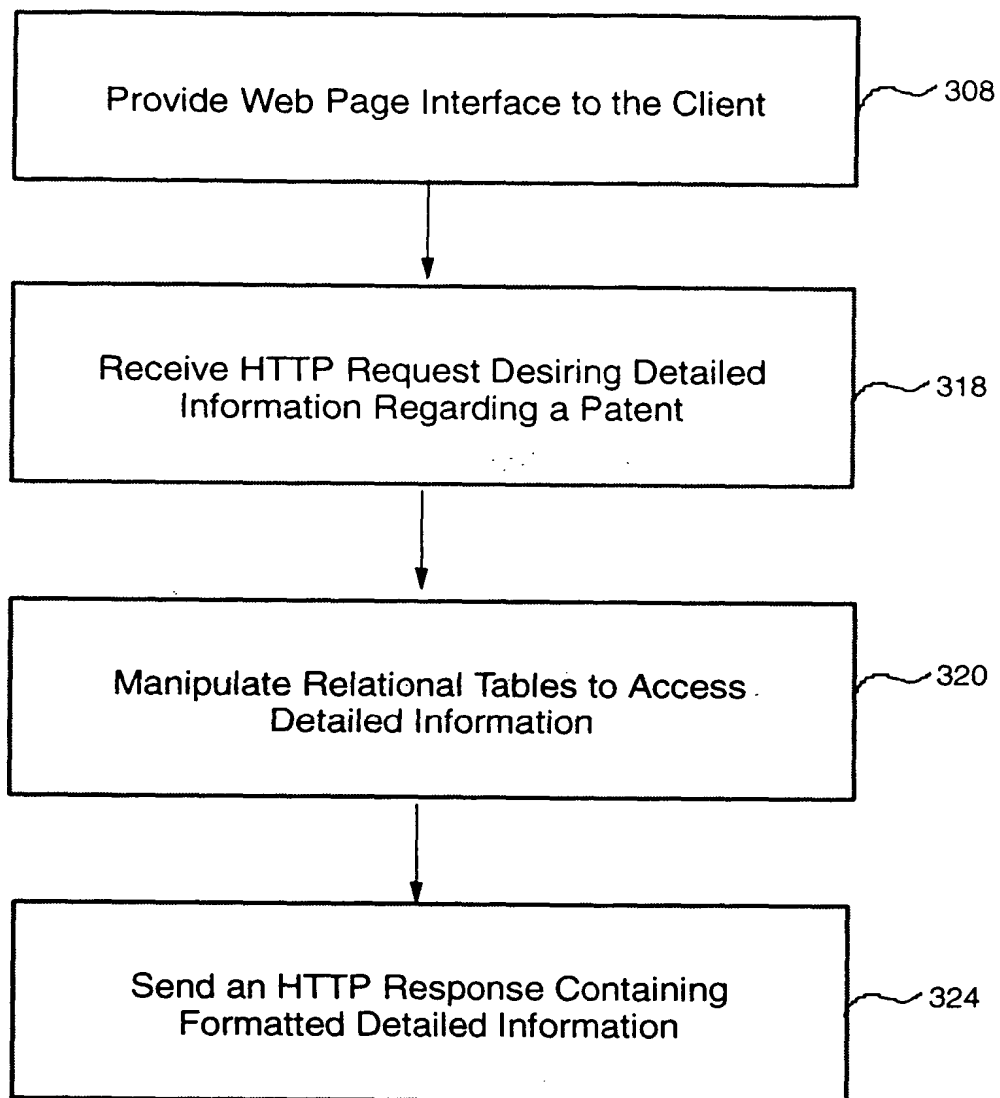 Provide Web Page Interface to the Client
308
Receive HTTP Request Desiring Detailed
Information Regarding a Patent
318
Manipulate Relational Tables to Access
Detailed Information
320
Send an HTTP Response Containing
Formatted Detailed Information
324